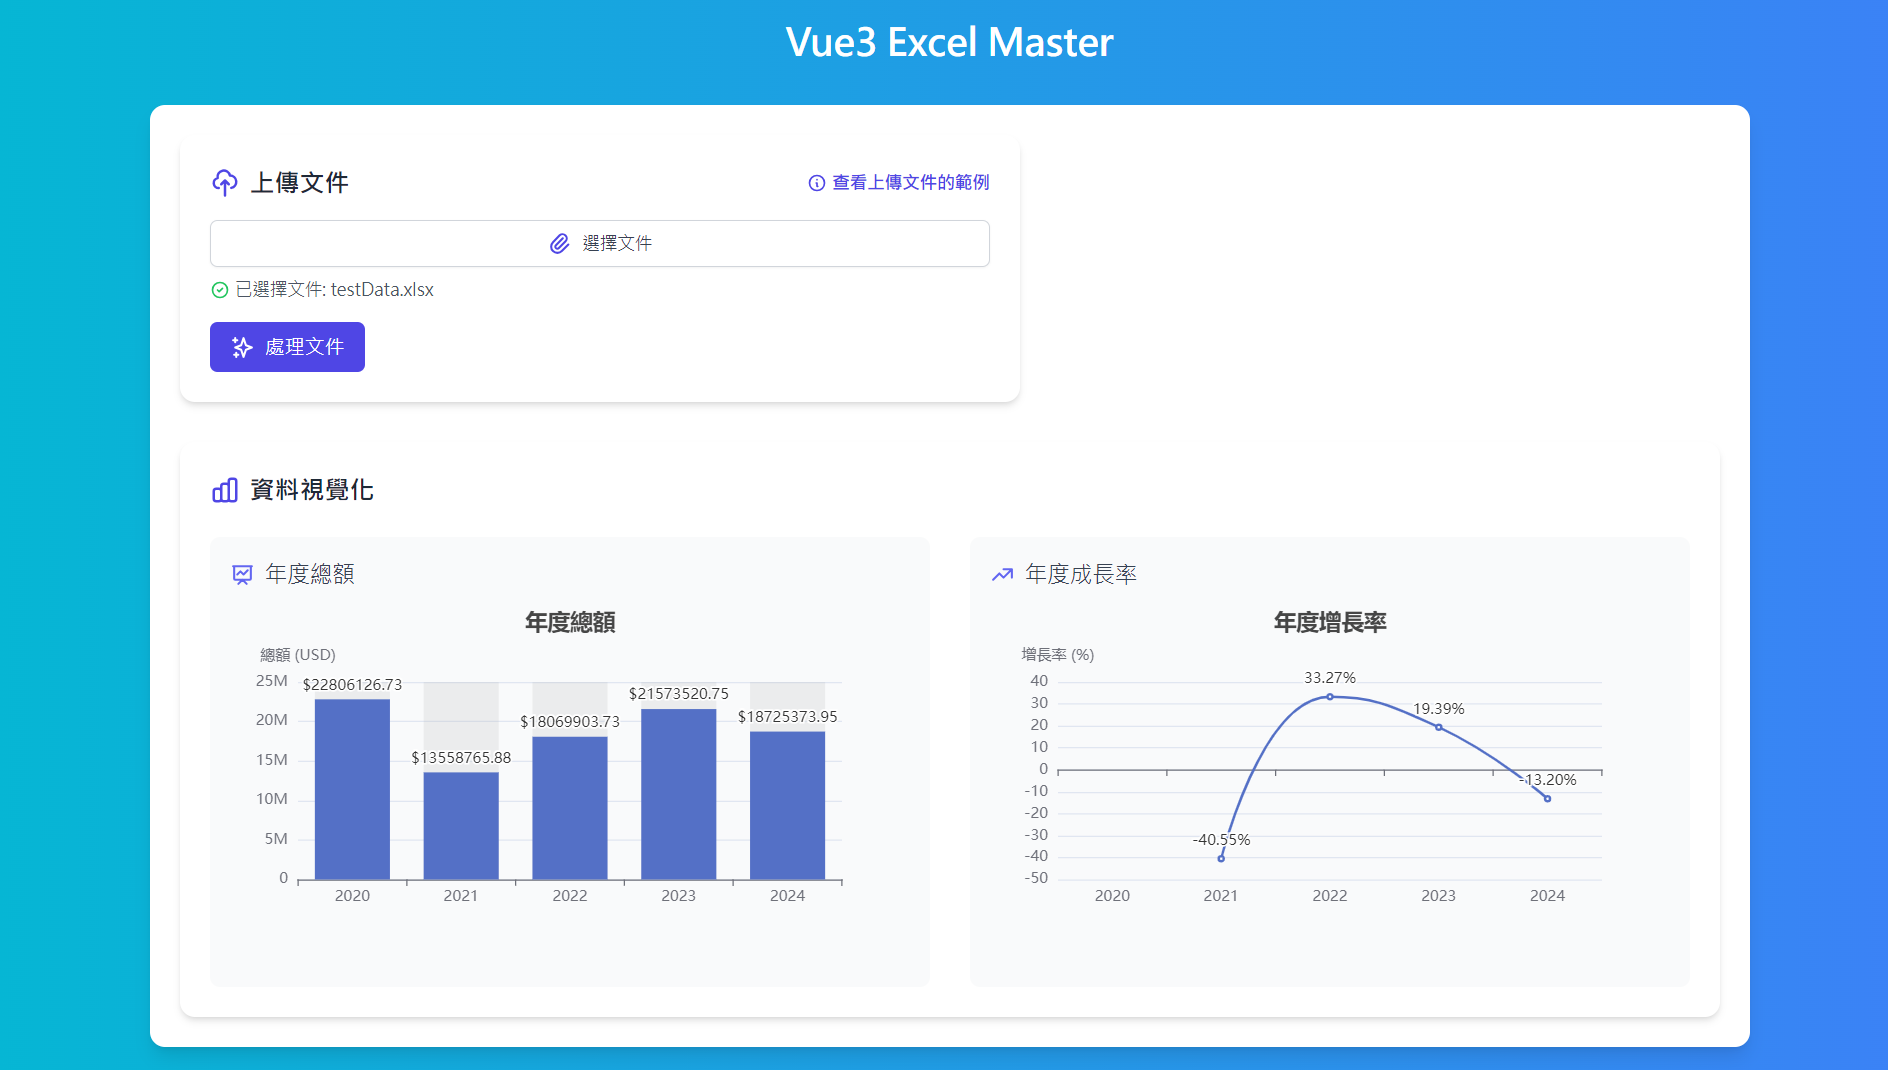 Vue3 Excel Master
上傳文件
查看上傳文件的範例
選擇文件
已選擇文件: testData.xlsx
處理文件
資料視覺化
年度總額
年度總額
總額 (USD)
25M
20M
15M
10M
5M
0
$22806126.73
$13558765.88
$18069903.73
$21573520.75
$18725373.95
2020 2021 2022 2023 2024
年度成長率
年度增長率
增長率 (%)
40
30
20
10
0
-10
-20
-30
-40
-50
-40.55%
33.27%
19.39%
-13.20%
2020 2021 2022 2023 2024